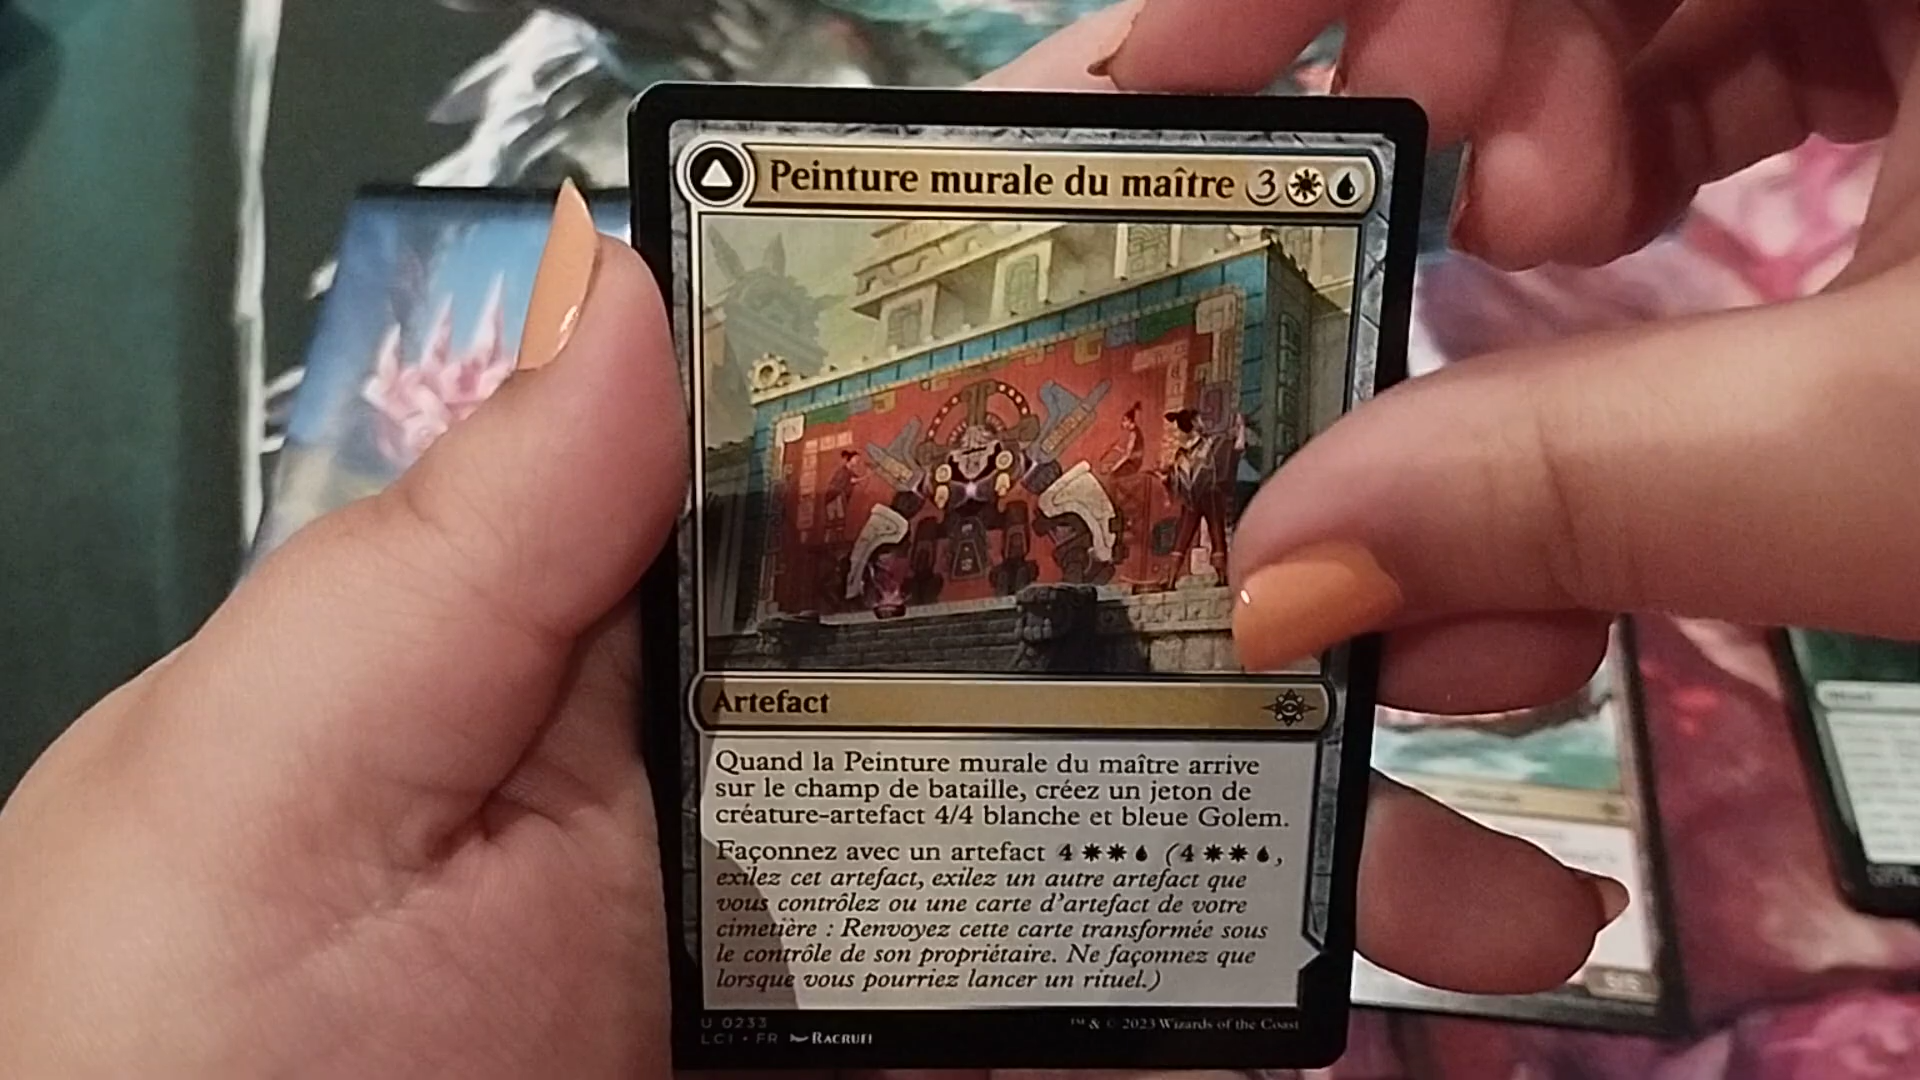 Peinture murale du maître 3
Artefact
Quand la Peinture murale du maître arrive
sur le champ de bataille, créez un jeton de
créature-artefact 4/4 blanche et bleue Golem.
Façonnez avec un artefact 4 (4 ,
exilez cet artefact, exilez un autre artefact que
vous contrôlez ou une carte d'artefact de votre
cimetière : Renvoyez cette carte transformée sous
le contrôle de son propriétaire. Ne façonnez que
lorsque vous pourriez lancer un rituel.)
U 0233
™ & © 2023 Wizards of the Coast
LCI • FR Racrufi